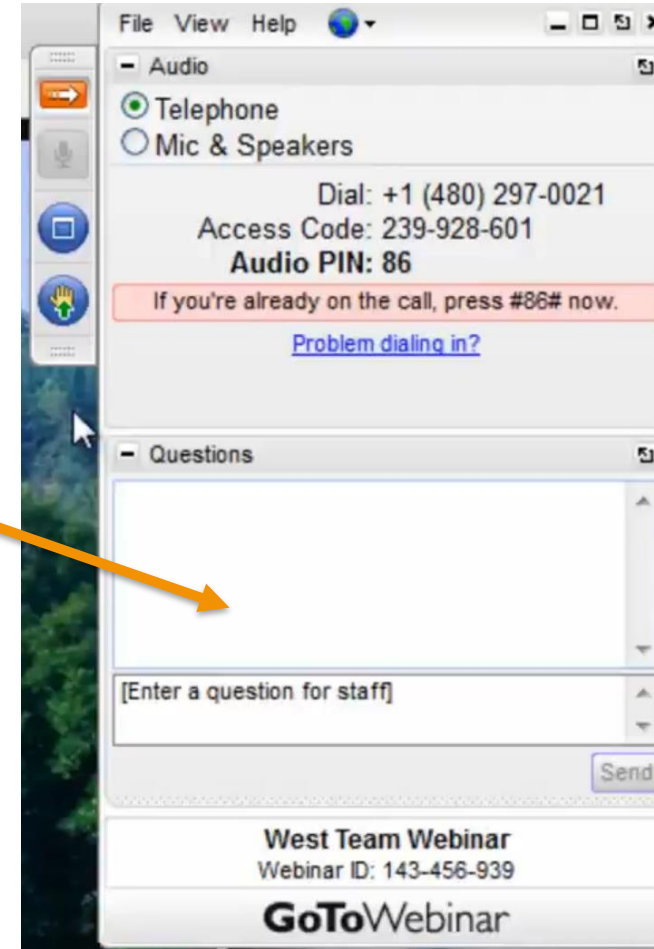 File View Help
Audio
Telephone
Mic & Speakers
Dial: +1 (480) 297-0021
Access Code: 239-928-601
Audio PIN: 86
If you're already on the call, press #86# now.
Problem dialing in?
Questions
[Enter a question for staff]
Send
West Team Webinar
Webinar ID: 143-456-939
GoToWebinar